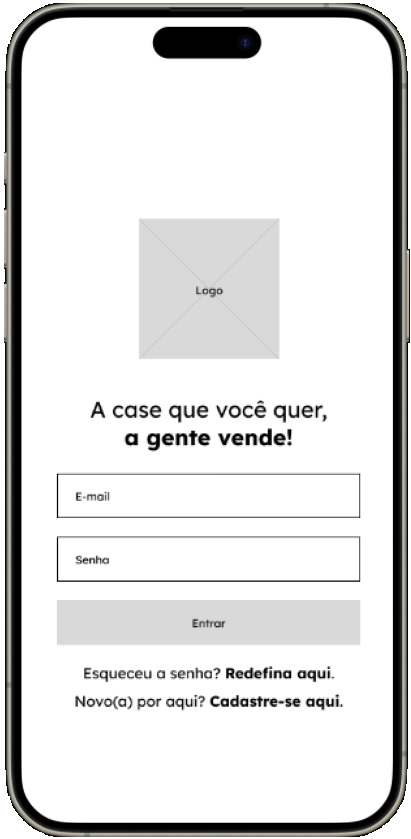 Logo
A case que você quer,
a gente vende!
E-mail
Senha
Entrar
Esqueceu a senha? Redefina aqui.
Novo(a) por aqui? Cadastre-se aqui.